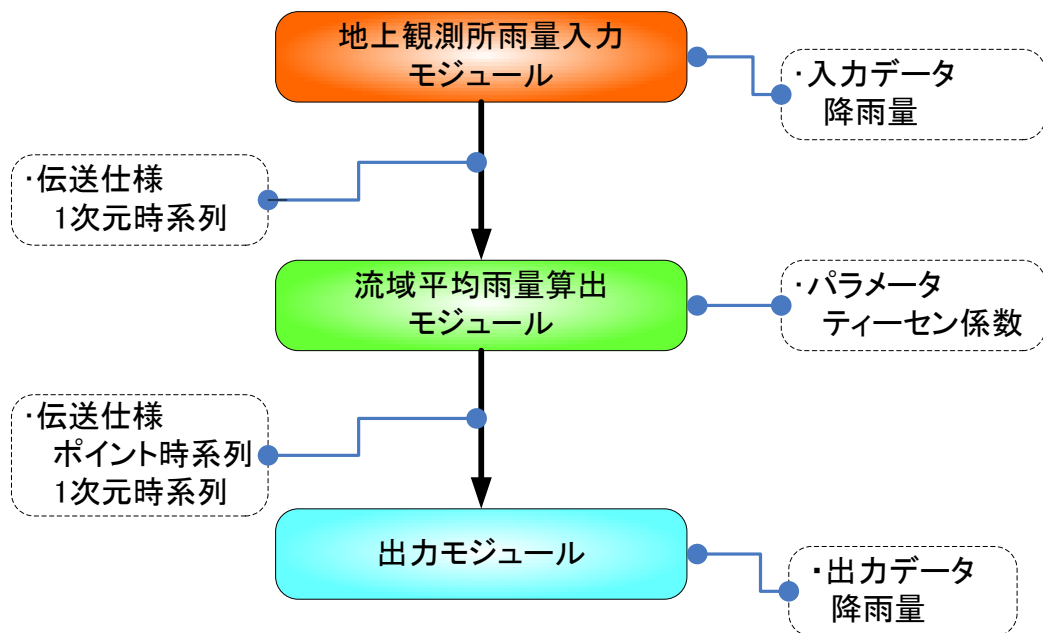 地上観測所雨量入力
モジュール
・入力データ
降雨量
・伝送仕様
1次元時系列
流域平均雨量算出
モジュール
・パラメータ
ティーセン係数
・伝送仕様
ポイント時系列
1次元時系列
出力モジュール
・出力データ
降雨量